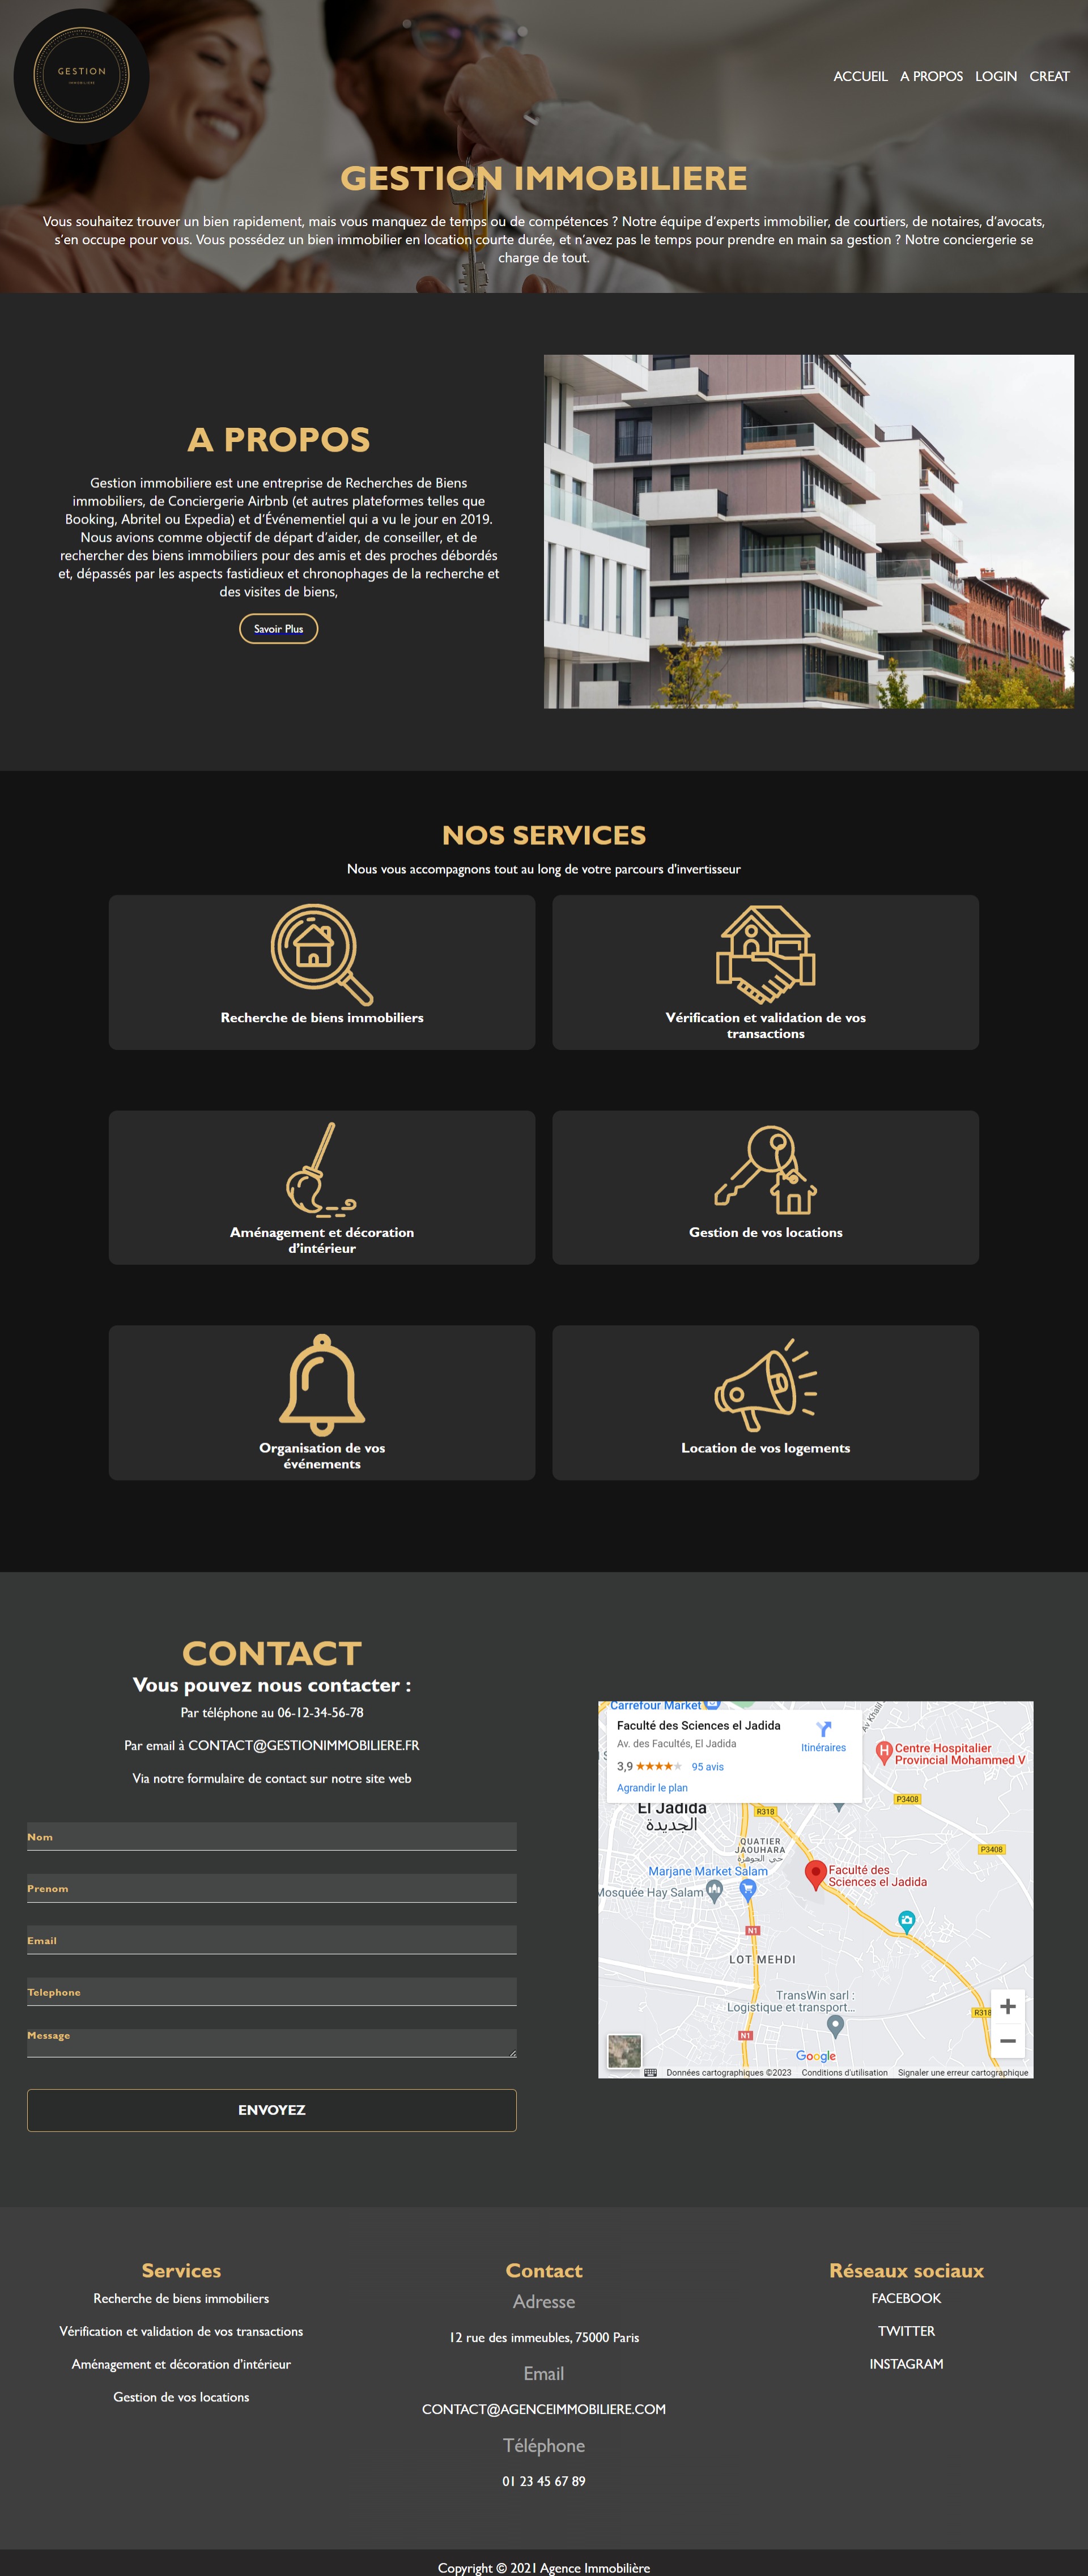 GESTION
IMMOBILIERE
ACCUEIL A PROPOS LOGIN CREAT
GESTION IMMOBILIERE
Vous souhaitez trouver un bien rapidement, mais vous manquez de temps ou de compétences ? Notre équipe d’experts immobilier, de courtiers, de notaires, d’avocats,
s’en occupe pour vous. Vous possédez un bien immobilier en location courte durée, et n’avez pas le temps pour prendre en main sa gestion ? Notre conciergerie se
charge de tout.
A PROPOS
Gestion immobiliere est une entreprise de Recherches de Biens
immobiliers, de Conciergerie Airbnb (et autres plateformes telles que
Booking, Abritel ou Expedia) et d’Événementiel qui a vu le jour en 2019.
Nous avions comme objectif de départ d’aider, de conseiller, et de
rechercher des biens immobiliers pour des amis et des proches débordés
et, dépassés par les aspects fastidieux et chronophages de la recherche et
des visites de biens,
Savoir Plus
NOS SERVICES
Nous vous accompagnons tout au long de votre parcours d'invertisseur
Recherche de biens immobiliers
Vérification et validation de vos
transactions
Aménagement et décoration
d’intérieur
Gestion de vos locations
Organisation de vos
événements
Location de vos logements
CONTACT
Vous pouvez nous contacter :
Par téléphone au 06-12-34-56-78
Par email à CONTACT@GESTIONIMMOBILIERE.FR
Via notre formulaire de contact sur notre site web
Nom
Prenom
Email
Telephone
Message
ENVOYEZ
Carrefour Market
Faculté des Sciences el Jadida
Av. des Facultés, El Jadida
3,9 95 avis
Agrandir le plan
Itinéraires
Av Khalil
H
Centre Hospitalier
Provincial Mohammed V
P3408
El Jadida
الجديدة
R318
P3408
QUATIER
JAOUHARA
حي الجوهرة
Marjane Market Salam
Mosquée Hay Salam
Faculté des
Sciences el Jadida
N1
LOT MEHDI
TransWin sarl :
Logistique et transport...
R318
N1
Google
Données cartographiques ©2023 Conditions d'utilisation Signaler une erreur cartographique
Services
Recherche de biens immobiliers
Vérification et validation de vos transactions
Aménagement et décoration d’intérieur
Gestion de vos locations
Contact
Adresse
12 rue des immeubles, 75000 Paris
Email
CONTACT@AGENCEIMMOBILIERE.COM
Téléphone
01 23 45 67 89
Réseaux sociaux
FACEBOOK
TWITTER
INSTAGRAM
Copyright © 2021 Agence Immobilière